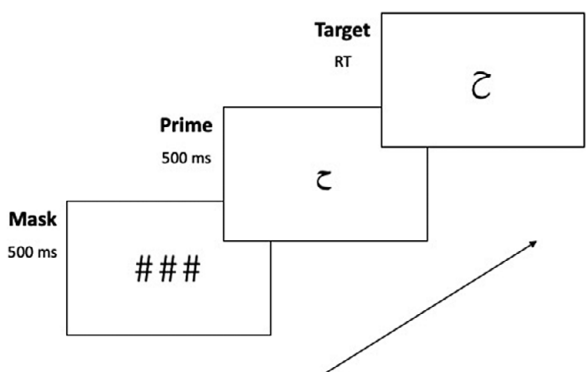 Target
RT
ح
Prime
500 ms
ح
Mask
500 ms
###